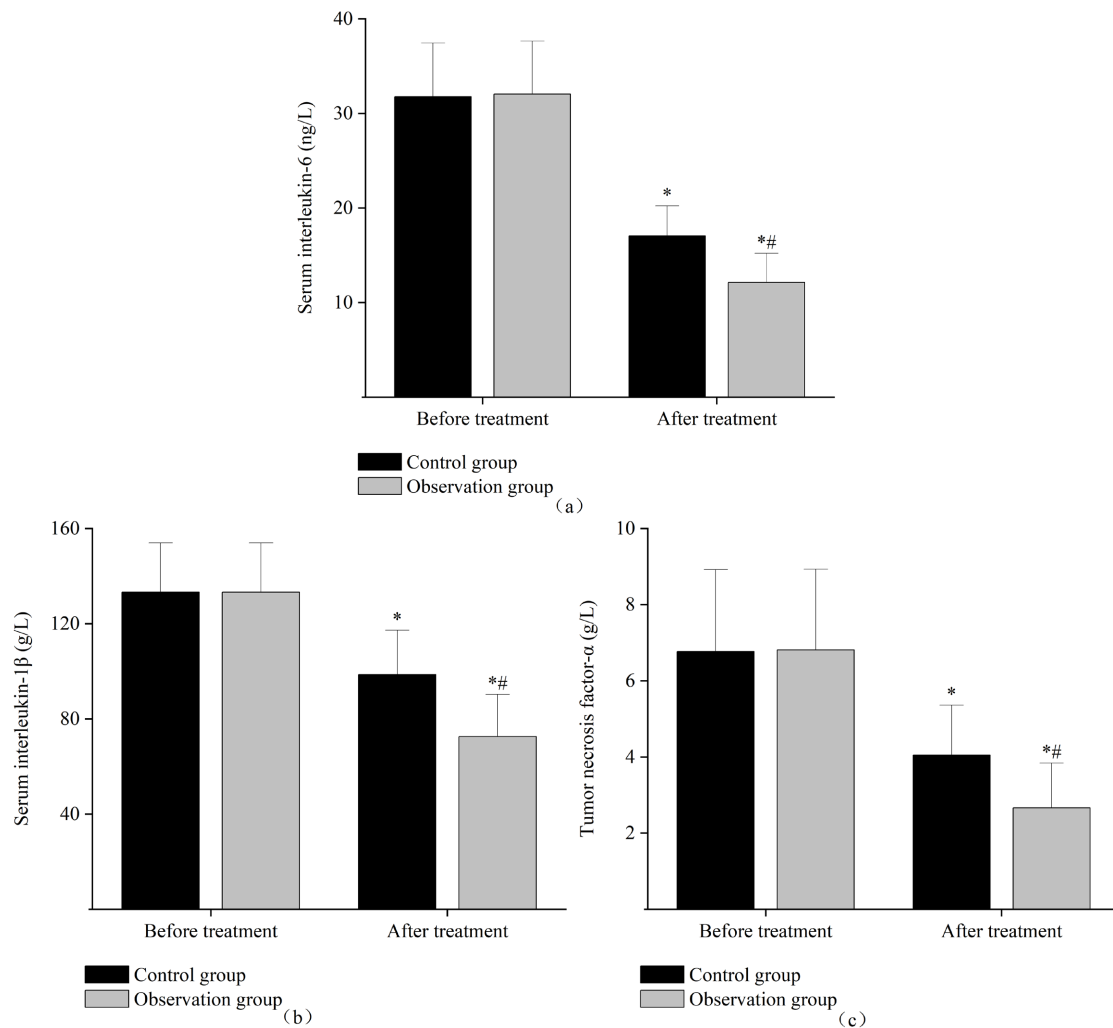 Serum interleukin-6 (ng/L)
40
30
20
10
*
*#
Before treatment
After treatment
Control group
Observation group
(a)
Serum interleukin-1β (g/L)
160
120
80
40
*
*#
Before treatment
After treatment
Control group
Observation group
(b)
Tumor necrosis factor-α (g/L)
10
8
6
4
2
*
*#
Before treatment
After treatment
Control group
Observation group
(c)